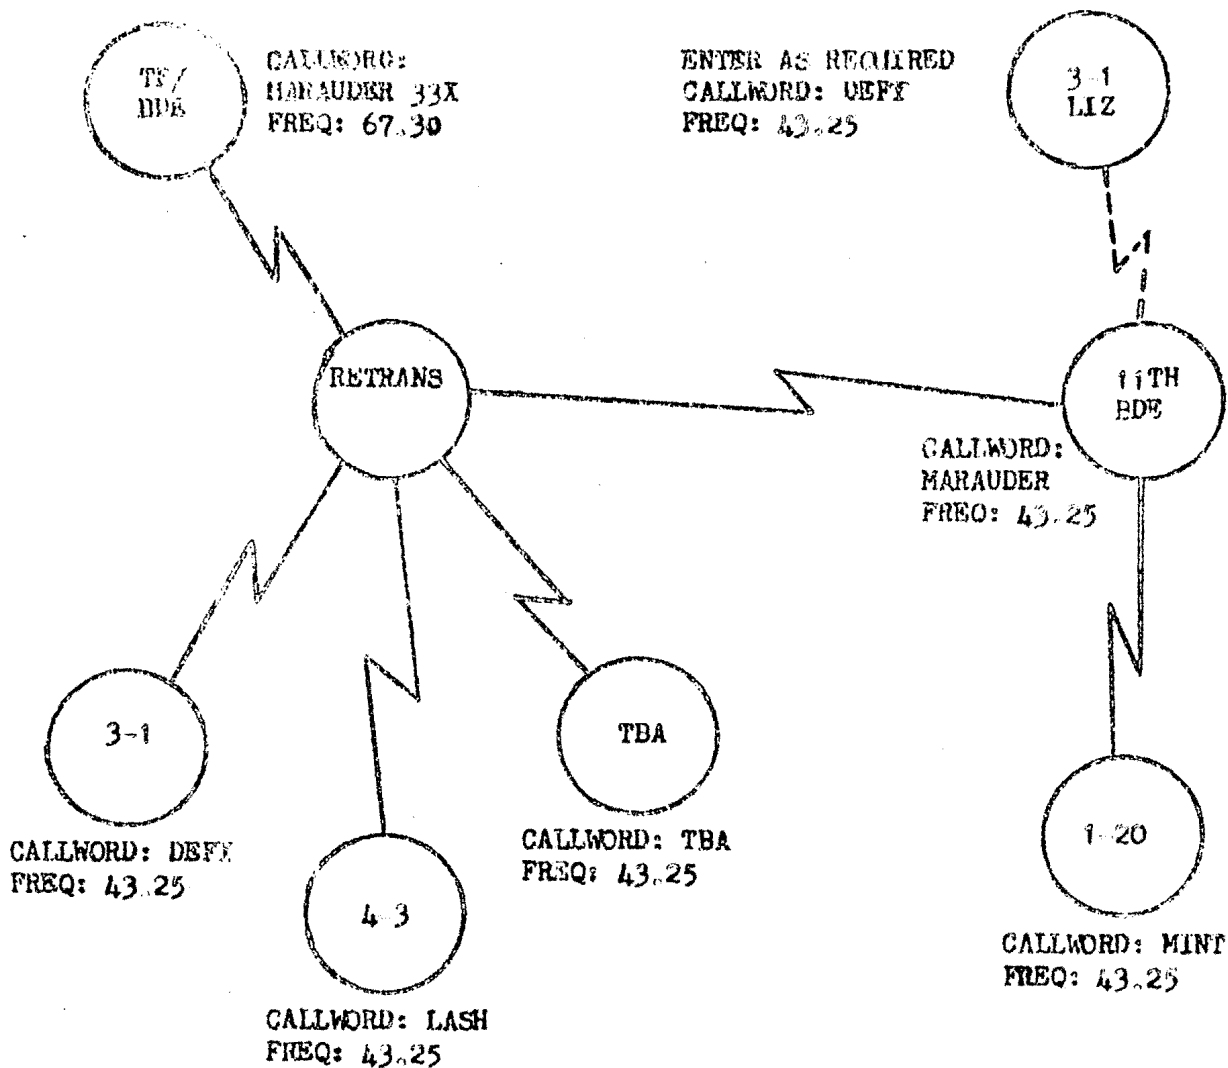 TF/
BDE
CALLWORD:
MARAUDER 33X
FREQ: 67.30
ENTER AS REQUIRED
CALLWORD: DEFY
FREQ: 43.25
3-1
LIZ
RETRANS
11TH
BDE
CALLWORD:
MARAUDER
FREQ: 43.25
3-1
CALLWORD: DEFY
FREQ: 43.25
4-3
CALLWORD: LASH
FREQ: 43.25
TBA
CALLWORD: TBA
FREQ: 43.25
1-20
CALLWORD: MINT
FREQ: 43.25